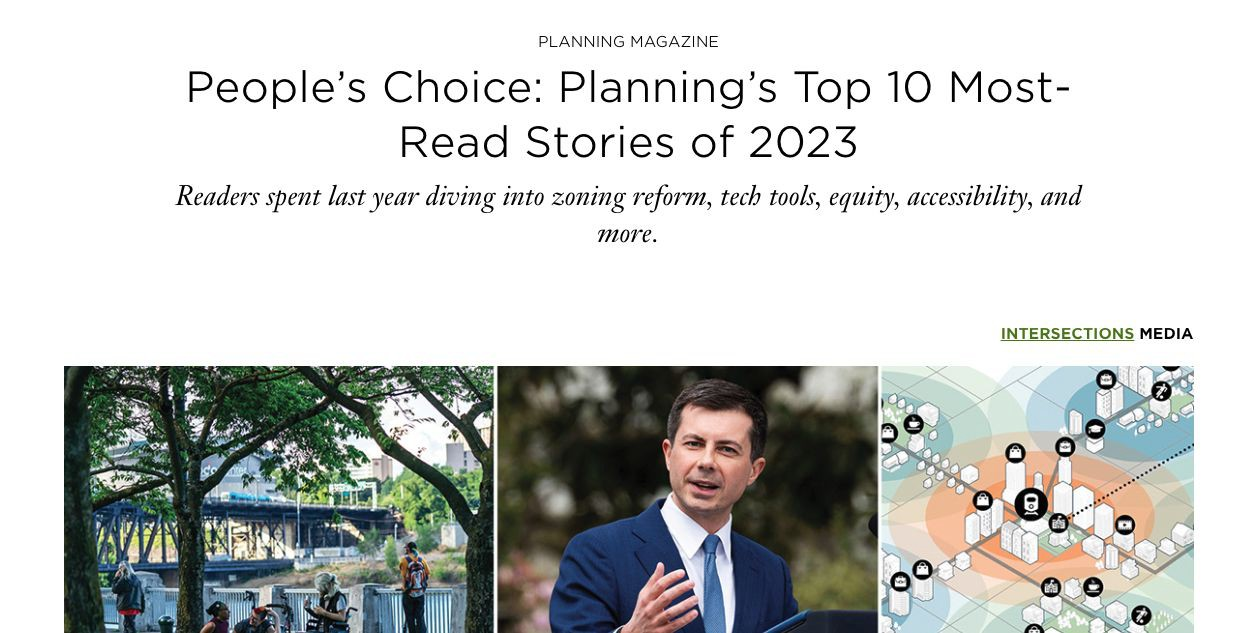 PLANNING MAGAZINE
People’s Choice: Planning’s Top 10 Most-
Read Stories of 2023
Readers spent last year diving into zoning reform, tech tools, equity, accessibility, and
more.
INTERSECTIONS MEDIA